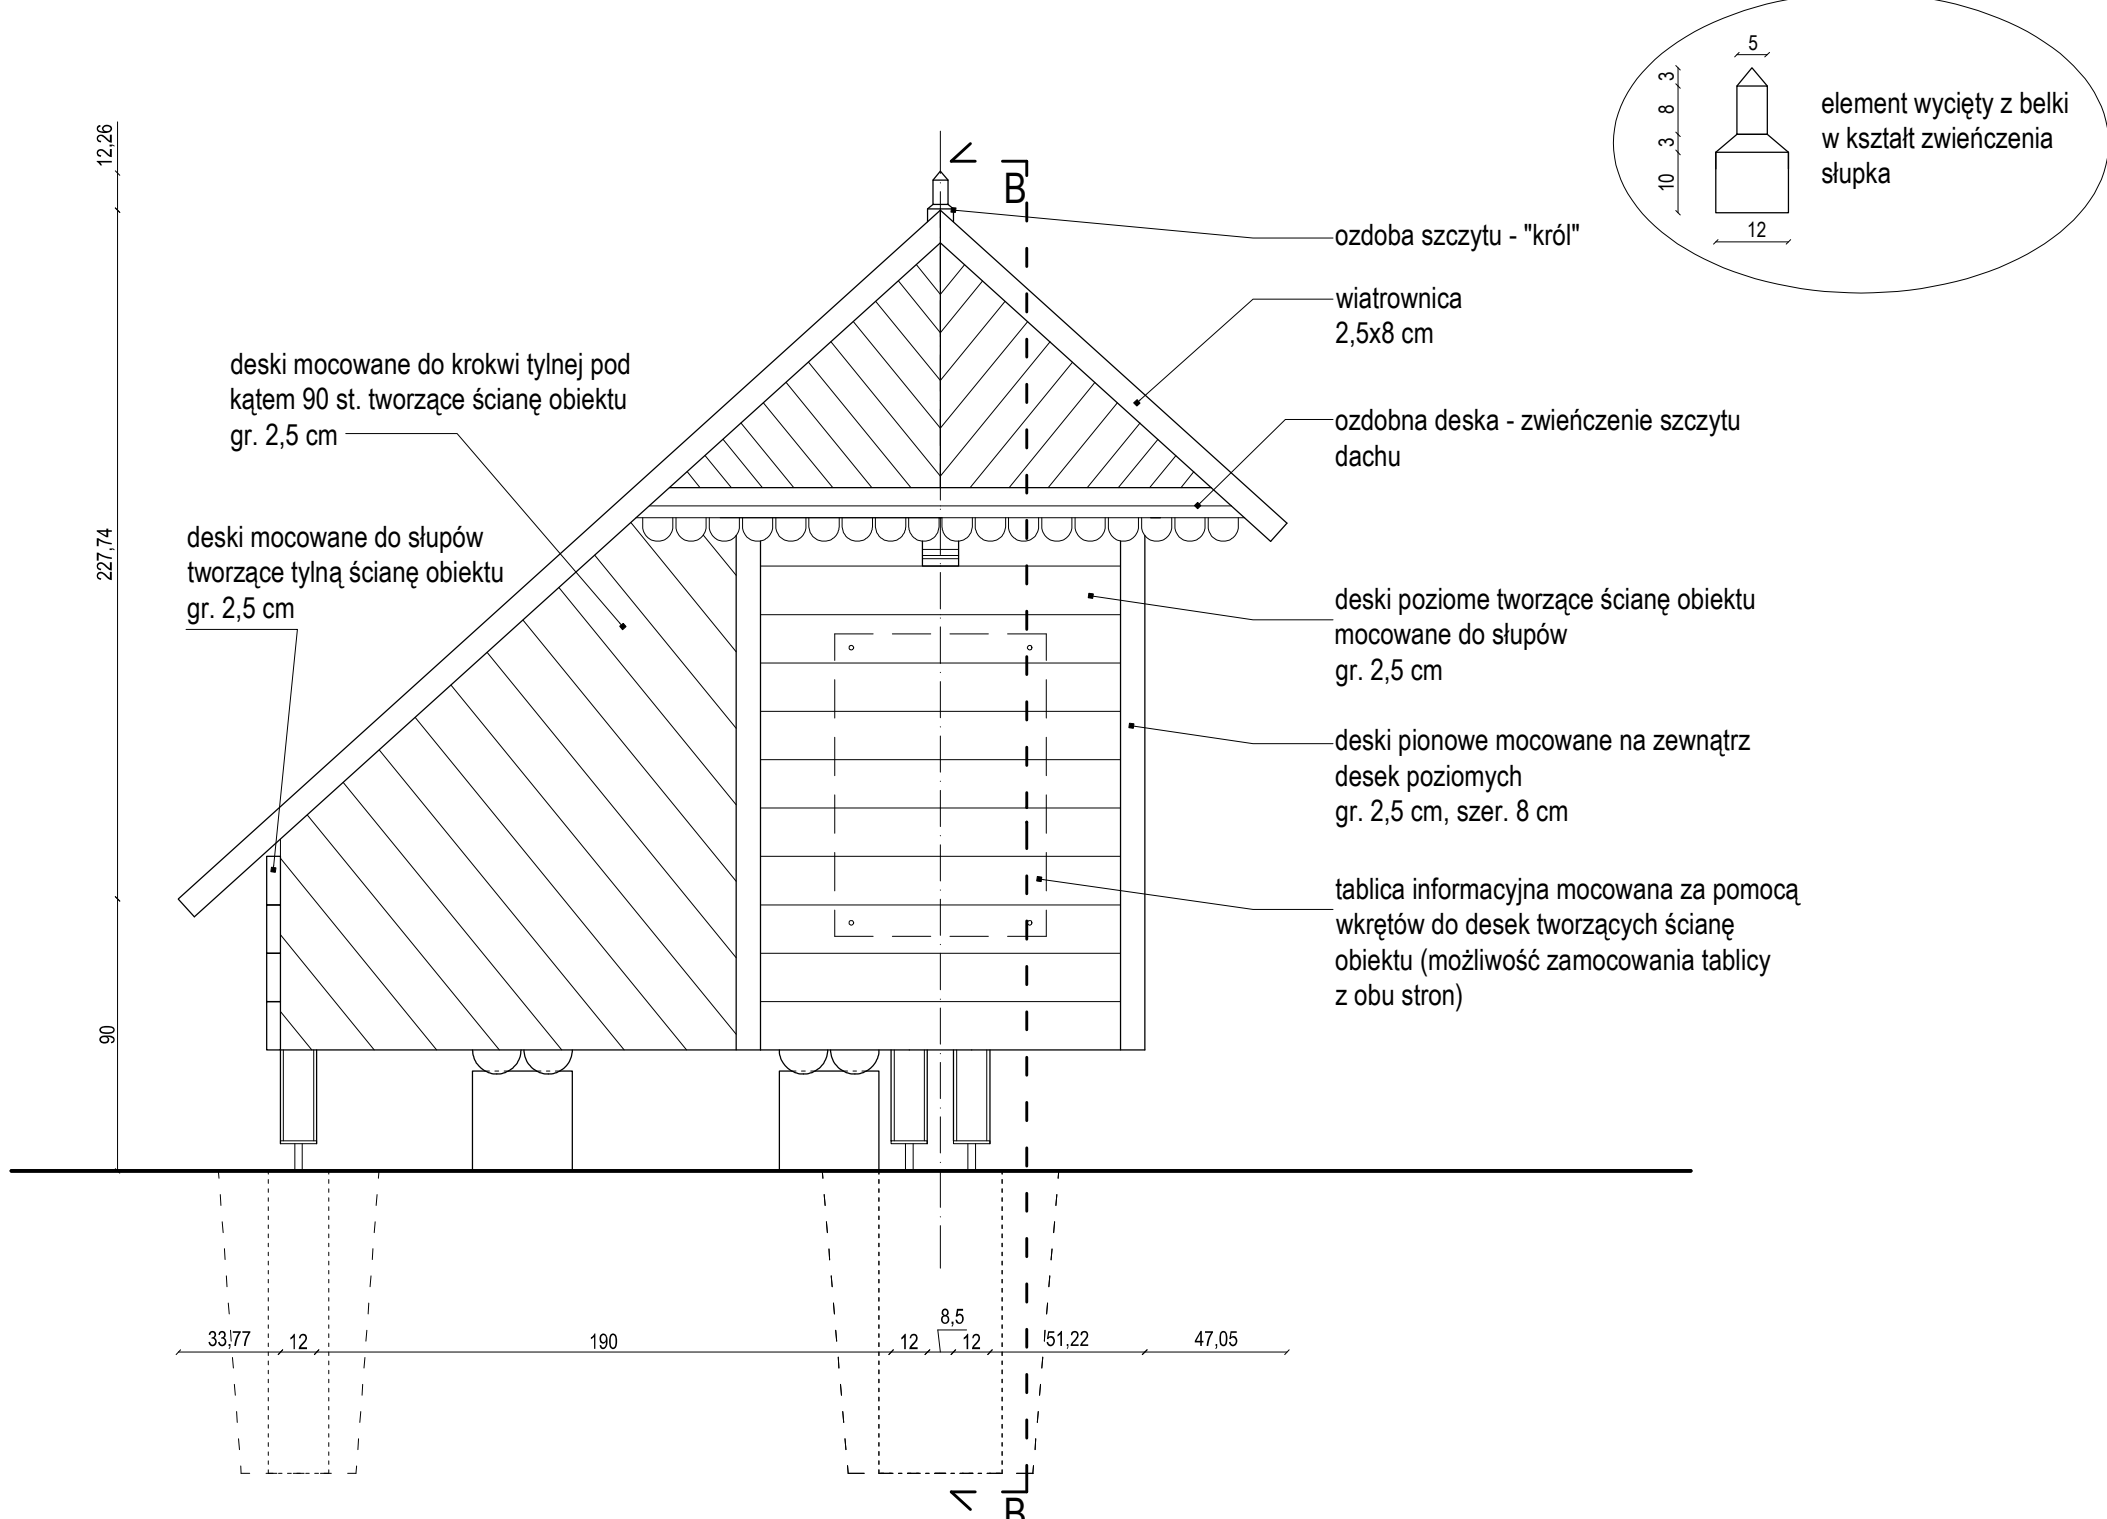 5
3
8
3
10
12
element wycięty z belki
w kształt zwieńczenia
słupka
12,26
227,74
90
B
ozdoba szczytu - "król"
wiatrownica
2,5x8 cm
ozdobna deska - zwieńczenie szczytu
dachu
deski mocowane do krokwi tylnej pod
kątem 90 st. tworzące ścianę obiektu
gr. 2,5 cm
deski mocowane do słupów
tworzące tylną ścianę obiektu
gr. 2,5 cm
deski poziome tworzące ścianę obiektu
mocowane do słupów
gr. 2,5 cm
deski pionowe mocowane na zewnątrz
desek poziomych
gr. 2,5 cm, szer. 8 cm
tablica informacyjna mocowana za pomocą
wkrętów do desek tworzących ścianę
obiektu (możliwość zamocowania tablicy
z obu stron)
8,5
33,77 12 190 12 12 51,22 47,05
B